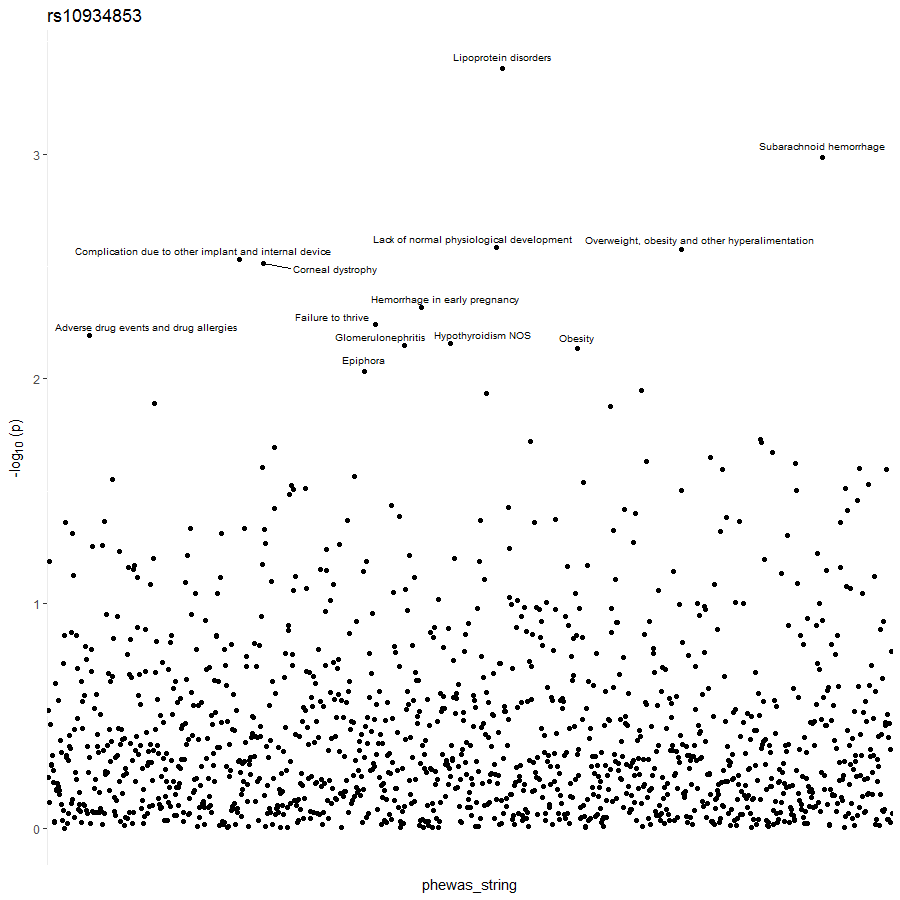 rs10934853
Lipoprotein disorders
3
Subarachnoid hemorrhage
Lack of normal physiological development
Overweight, obesity and other hyperalimentation
Complication due to other implant and internal device
Corneal dystrophy
Hemorrhage in early pregnancy
Failure to thrive
Adverse drug events and drug allergies
Glomerulonephritis
Hypothyroidism NOS
Obesity
Epiphora
2
-log10 (p)
1
0
phewas_string